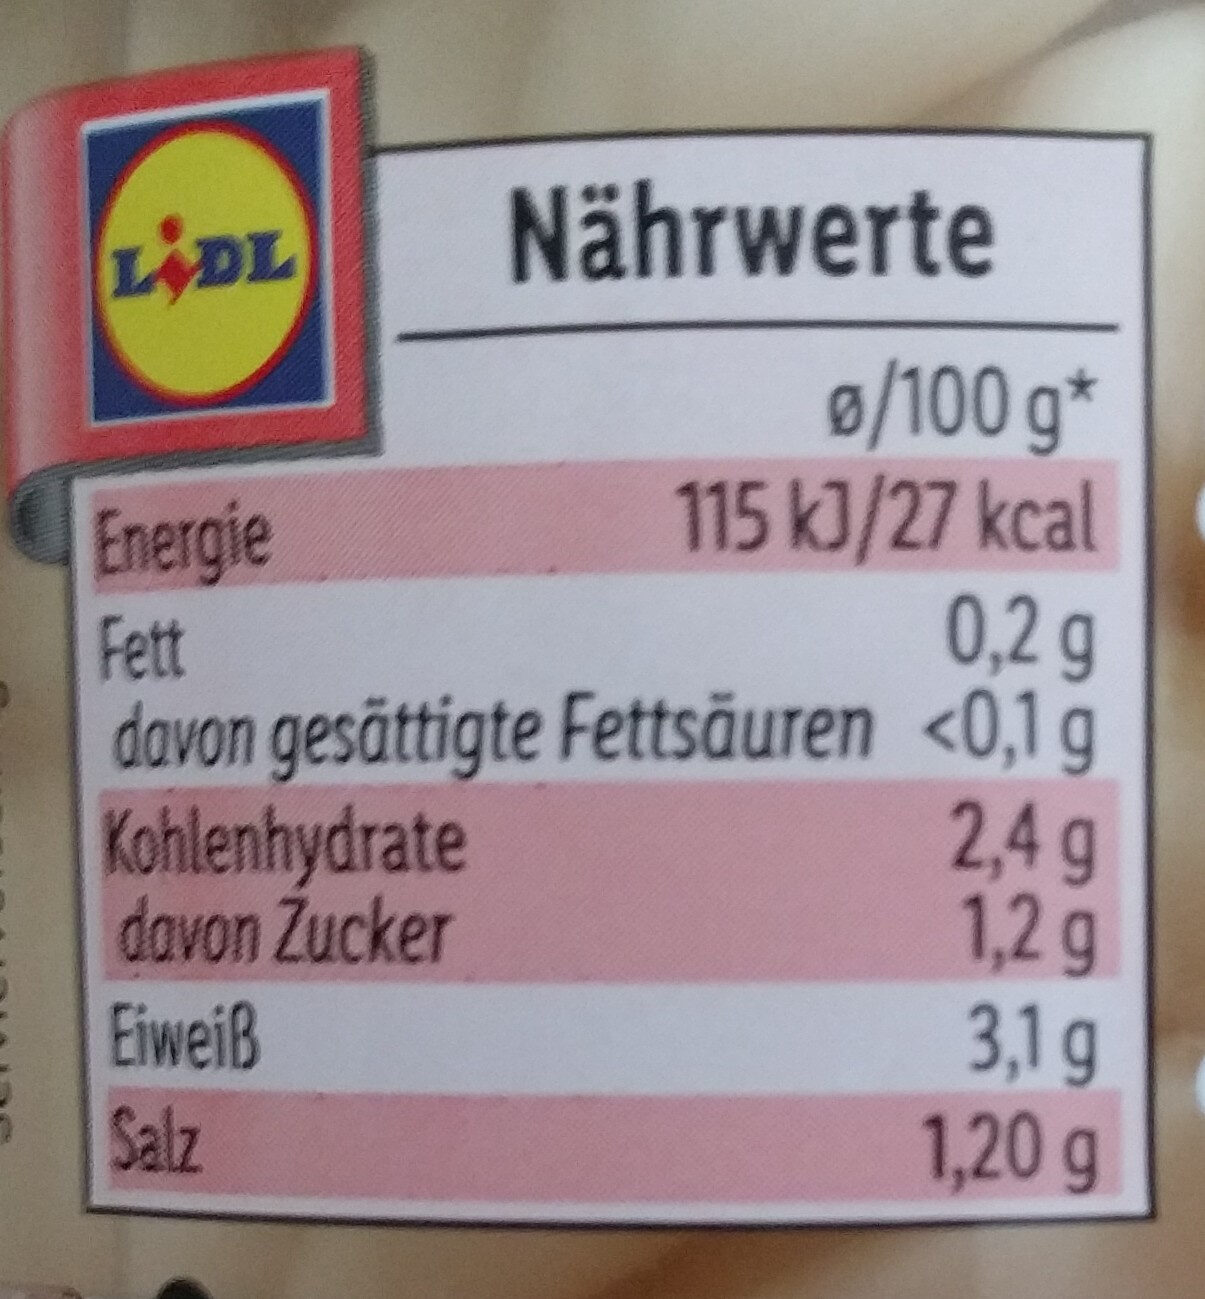 LIDL
Nährwerte
ø/100 g*
Energie 115 kJ/27 kcal
Fett 0,2 g
davon gesättigte Fettsäuren <0,1 g
Kohlenhydrate 2,4 g
davon Zucker 1,2 g
Eiweiß 3,1 g
Salz 1,20 g